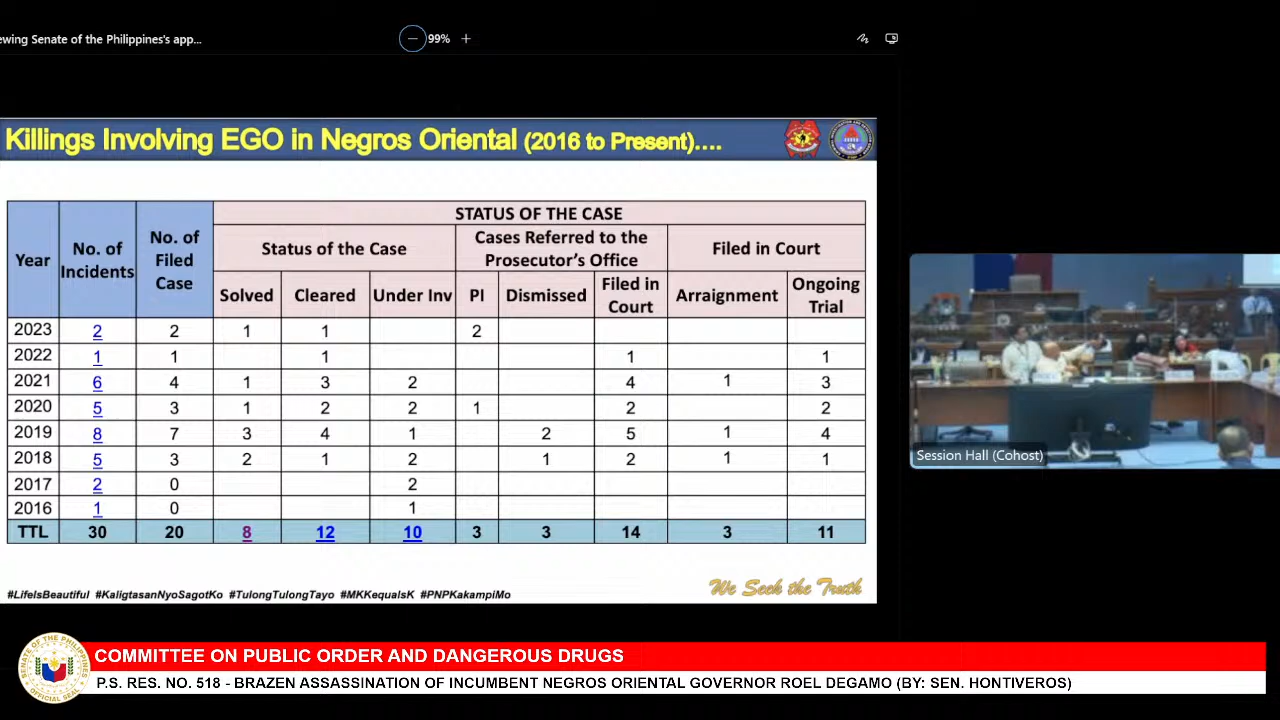 ewing Senate of the Philippines's app...
99%
Killings Involving EGO in Negros Oriental (2016 to Present)....
STATUS OF THE CASE
Year No. of Incidents No. of Filed Case Status of the Case Cases Referred to the Prosecutor's Office Filed in Court
Solved Cleared Under Inv PI Dismissed Filed in Court Arraignment Ongoing Trial
2023 2 2 1 1 2
2022 1 1 1 1 1
2021 6 4 1 3 2 4 1 3
2020 5 3 1 2 2 1 2 2
2019 8 7 3 4 1 2 5 1 4
2018 5 3 2 1 2 1 2 1 1
2017 2 0 2
2016 1 0 1
TTL 30 20 8 12 10 3 3 14 3 11
We Seek the Truth
#LifeIsBeautiful #KaligtasanNyoSagotKo #TulongTulongTayo #MKKequalsK #PNPKakampiMo
Session Hall (Cohost)
COMMITTEE ON PUBLIC ORDER AND DANGEROUS DRUGS
P.S. RES. NO. 518 - BRAZEN ASSASSINATION OF INCUMBENT NEGROS ORIENTAL GOVERNOR ROEL DEGAMO (BY: SEN. HONTIVEROS)